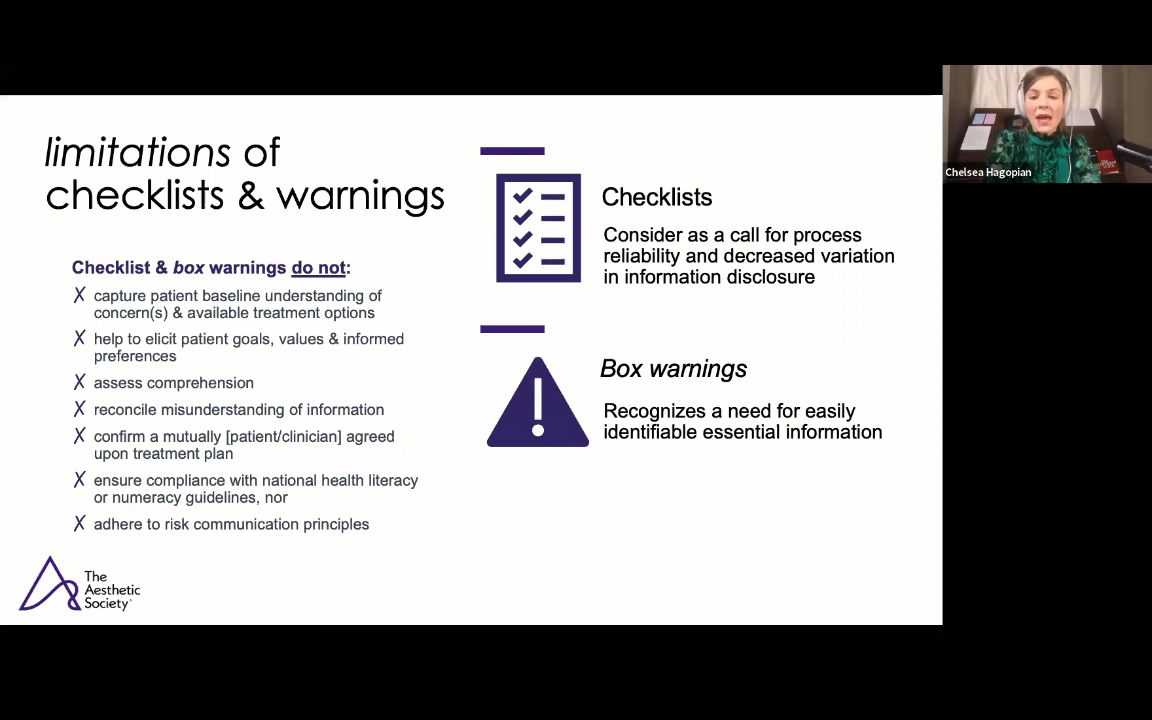 limitations of
checklists & warnings
Checklist & box warnings do not:
X capture patient baseline understanding of
concern(s) & available treatment options
X help to elicit patient goals, values & informed
preferences
X assess comprehension
X reconcile misunderstanding of information
X confirm a mutually [patient/clinician] agreed
upon treatment plan
X ensure compliance with national health literacy
or numeracy guidelines, nor
X adhere to risk communication principles
The
Aesthetic
Society
Checklists
Consider as a call for process
reliability and decreased variation
in information disclosure
Box warnings
Recognizes a need for easily
identifiable essential information
Chelsea Hagopian